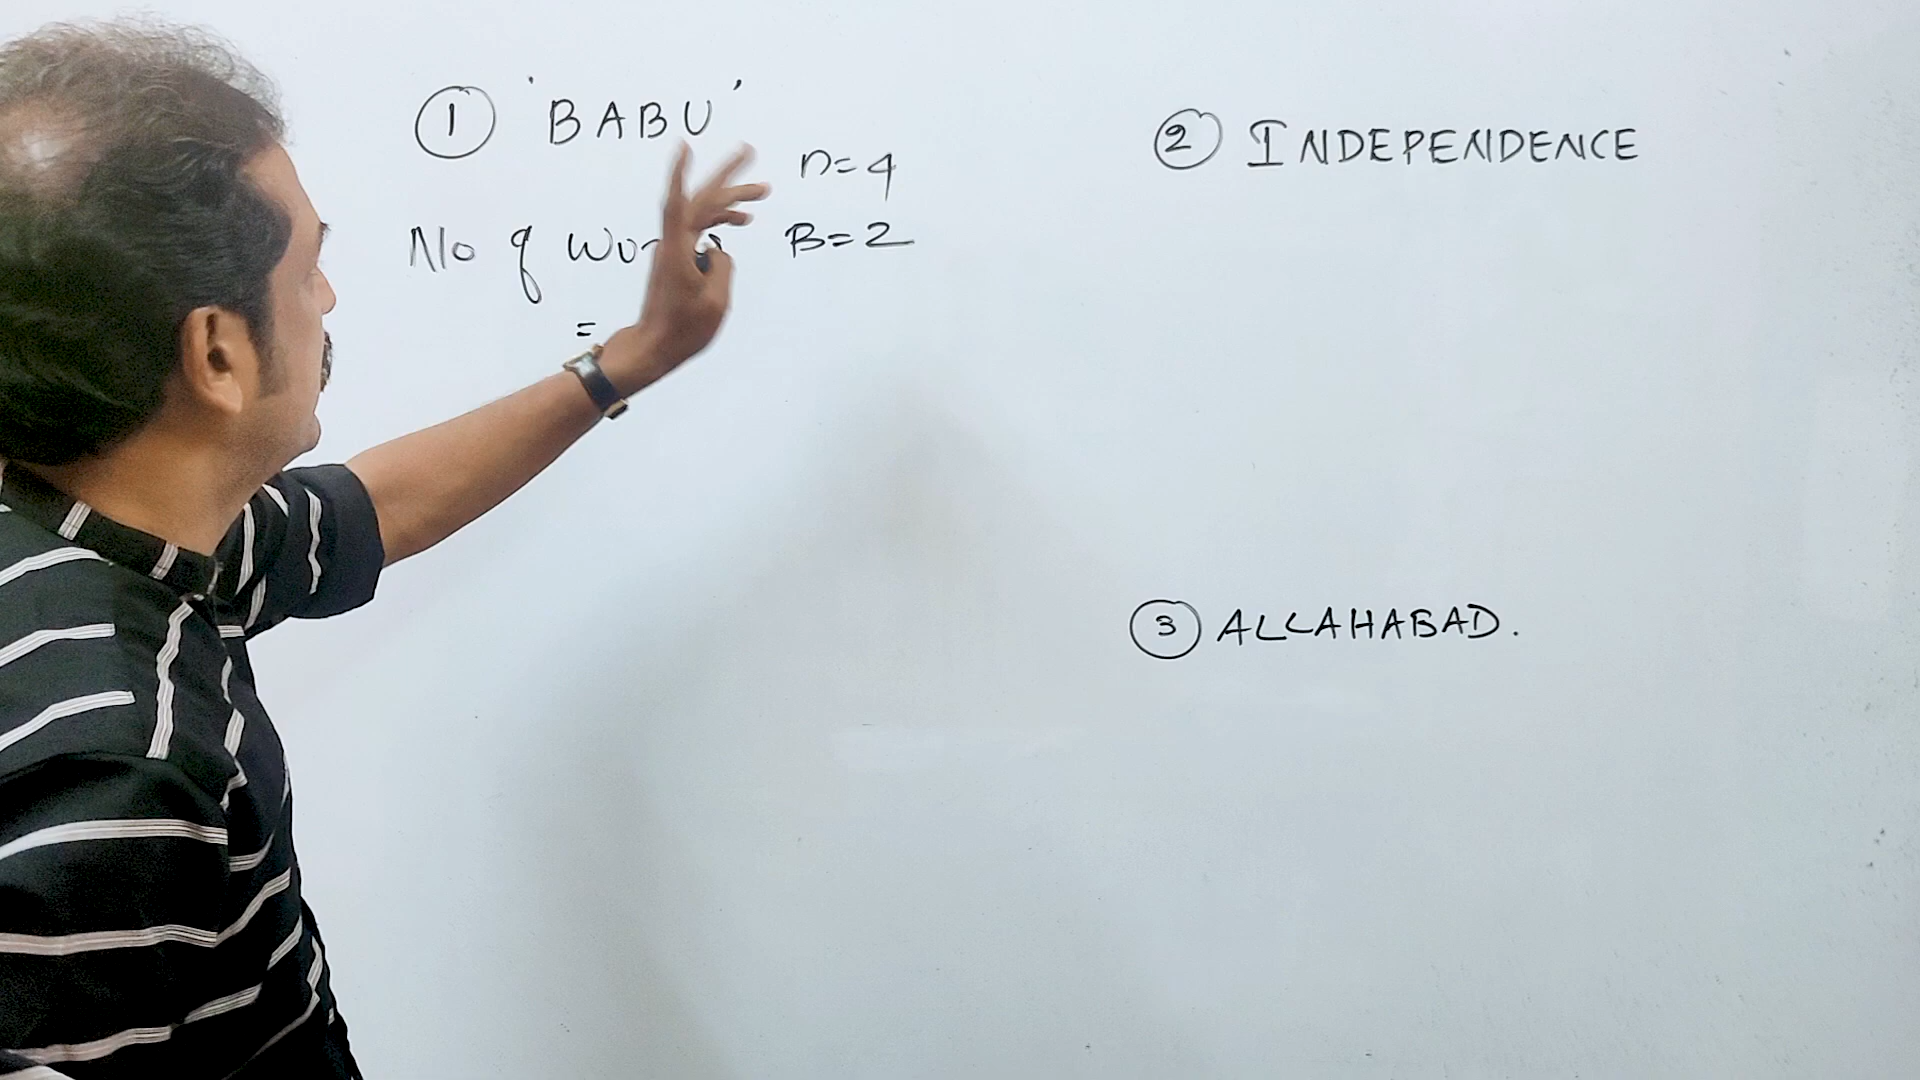 ① 'BABU'
n=4
No of
B=2
=
② INDEPENDENCE
③ ALLAHABAD.